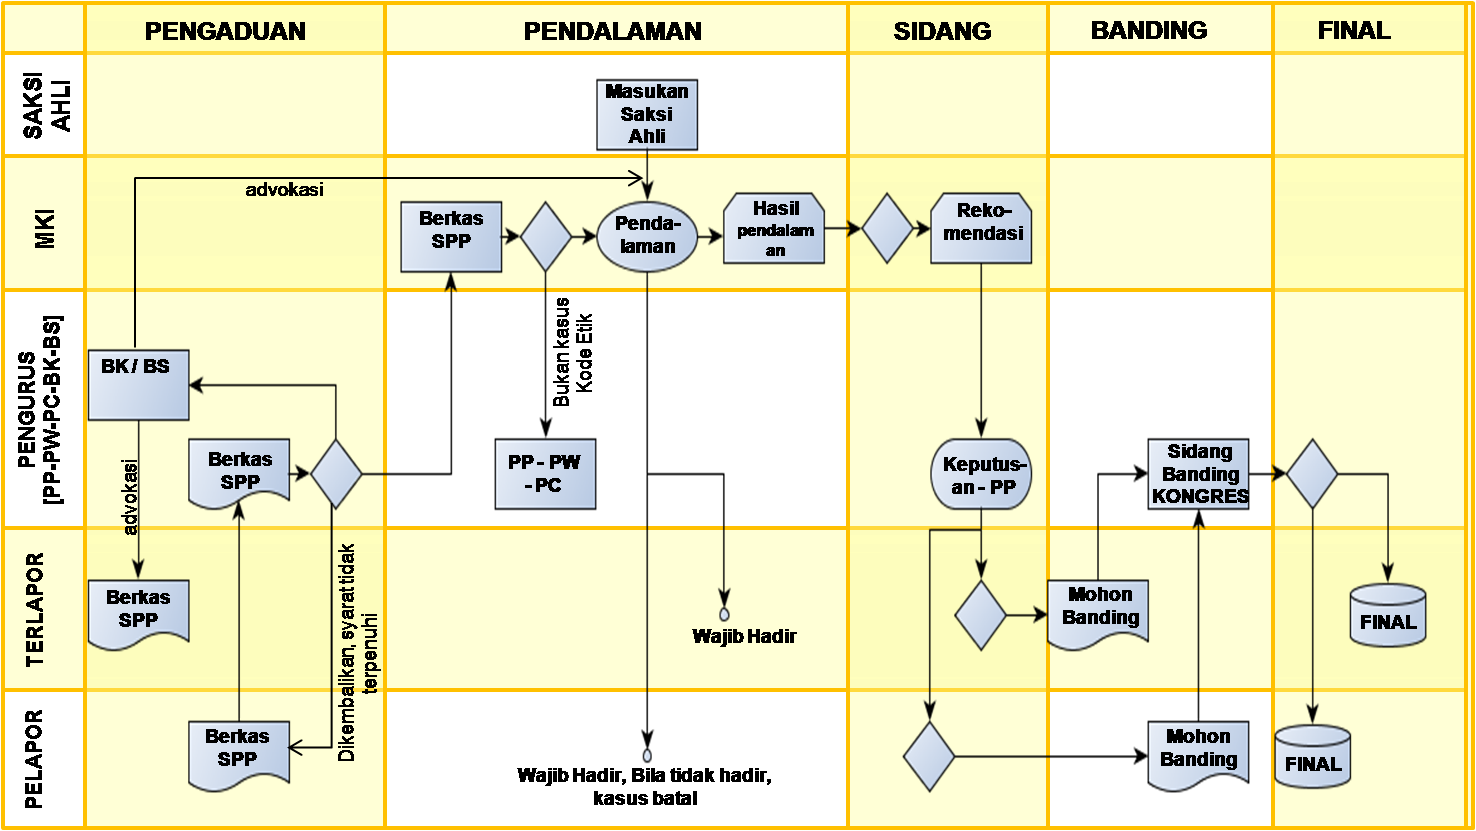 PENGADUAN
PENDALAMAN
SIDANG
BANDING
FINAL
SAKSI
AHLI
Masukan
Saksi
Ahli
MKI
advokasi
Berkas
SPP
Penda-
laman
Hasil
pendalam
an
Reko-
mendasi
PENGURUS
[PP-PW-PC-BK-BS]
BK / BS
advokasi
Berkas
SPP
Bukan kasus
Kode Etik
PP - PW
- PC
Keputus-
an - PP
Sidang
Banding
KONGRES
TERLAPOR
Berkas
SPP
Dikembalikan, syarat tidak
terpenuhi
Wajib Hadir
Mohon
Banding
FINAL
PELAPOR
Berkas
SPP
Wajib Hadir, Bila tidak hadir,
kasus batal
Mohon
Banding
FINAL